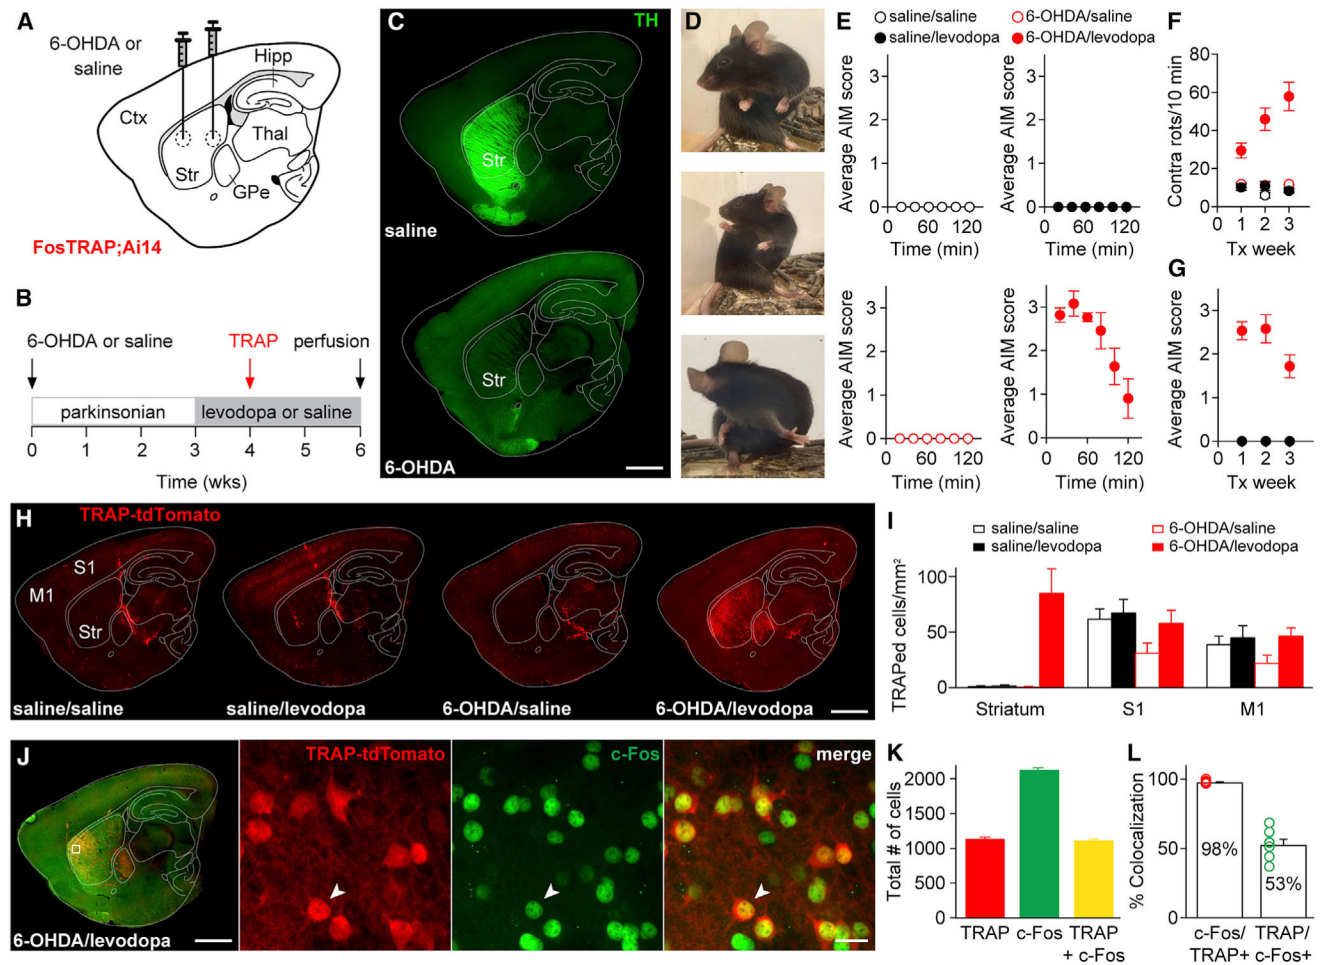 A
6-OHDA or
saline
Hipp
Ctx
Thal
Str
GPe
FosTRAP;Ai14
B
6-OHDA or saline
TRAP
perfusion
parkinsonian
levodopa or saline
0 1 2 3 4 5 6
Time (wks)
C
TH
Str
saline
Str
6-OHDA
D
E
saline/saline
6-OHDA/saline
saline/levodopa
6-OHDA/levodopa
Average AIM score
3
2
1
0
0 60 120
Time (min)
Average AIM score
3
2
1
0
0 60 120
Time (min)
Average AIM score
3
2
1
0
0 60 120
Time (min)
Average AIM score
3
2
1
0
0 60 120
Time (min)
F
Contra rots/10 min
80
60
40
20
0
0 1 2 3
Tx week
G
Average AIM score
3
2
1
0
0 1 2 3
Tx week
H
TRAP-tdTomato
S1
M1
Str
saline/saline
saline/levodopa
6-OHDA/saline
6-OHDA/levodopa
I
saline/saline
6-OHDA/saline
saline/levodopa
6-OHDA/levodopa
TRAPed cells/mm²
100
50
0
Striatum
S1
M1
J
TRAP-tdTomato
c-Fos
merge
6-OHDA/levodopa
K
Total # of cells
2000
1500
1000
500
0
TRAP
c-Fos
TRAP
+ c-Fos
L
% Colocalization
100
50
0
98%
53%
c-Fos/
TRAP+
TRAP/
c-Fos+